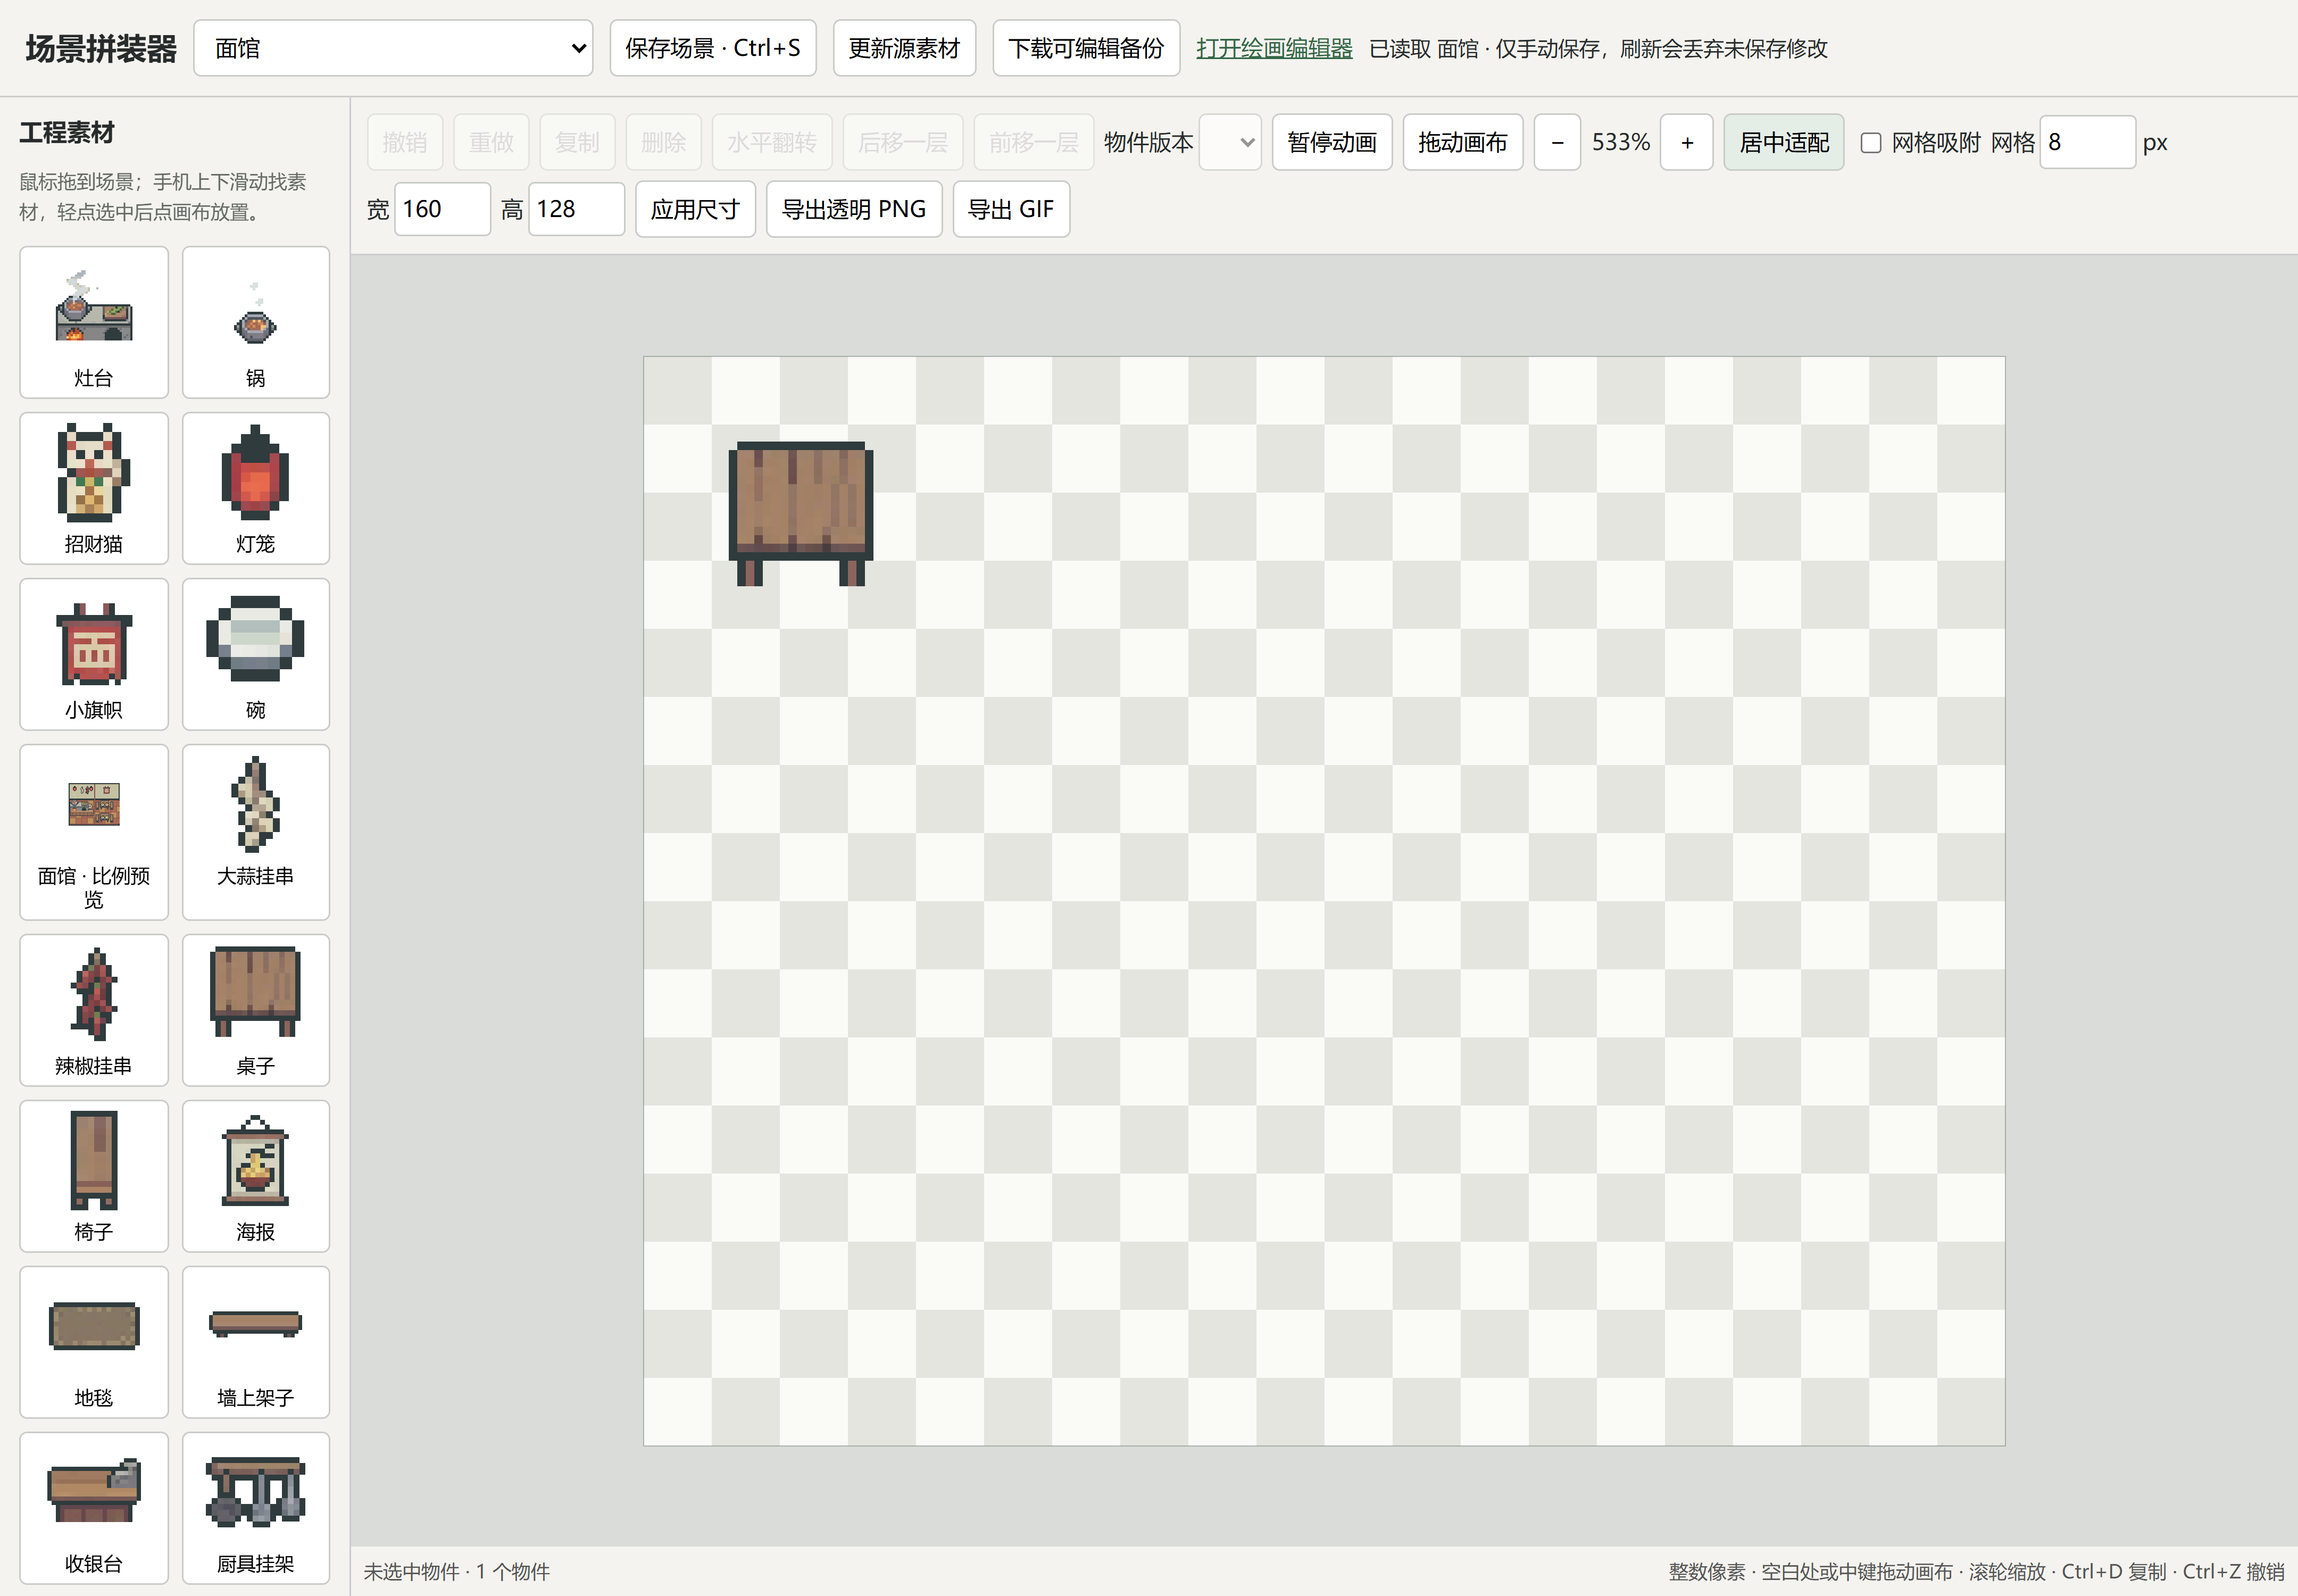 场景拼装器 面馆 保存场景 · Ctrl+S 更新源素材 下载可编辑备份 打开绘画编辑器 已读取 面馆 · 仅手动保存，刷新会丢弃未保存修改
工程素材
鼠标拖到场景；手机上下滑动找素
材，轻点选中后点画布放置。
灶台 锅
招财猫 灯笼
小旗帜 碗
面馆 · 比例预
览
大蒜挂串
辣椒挂串 桌子
椅子 海报
地毯 墙上架子
收银台 厨具挂架
撤销 重做 复制 删除 水平翻转 后移一层 前移一层 物件版本 暂停动画 拖动画布 − 533% + 居中适配 网格吸附 网格 8 px
宽 160 高 128 应用尺寸 导出透明 PNG 导出 GIF
未选中物件 · 1 个物件 整数像素 · 空白处或中键拖动画布 · 滚轮缩放 · Ctrl+D 复制 · Ctrl+Z 撤销